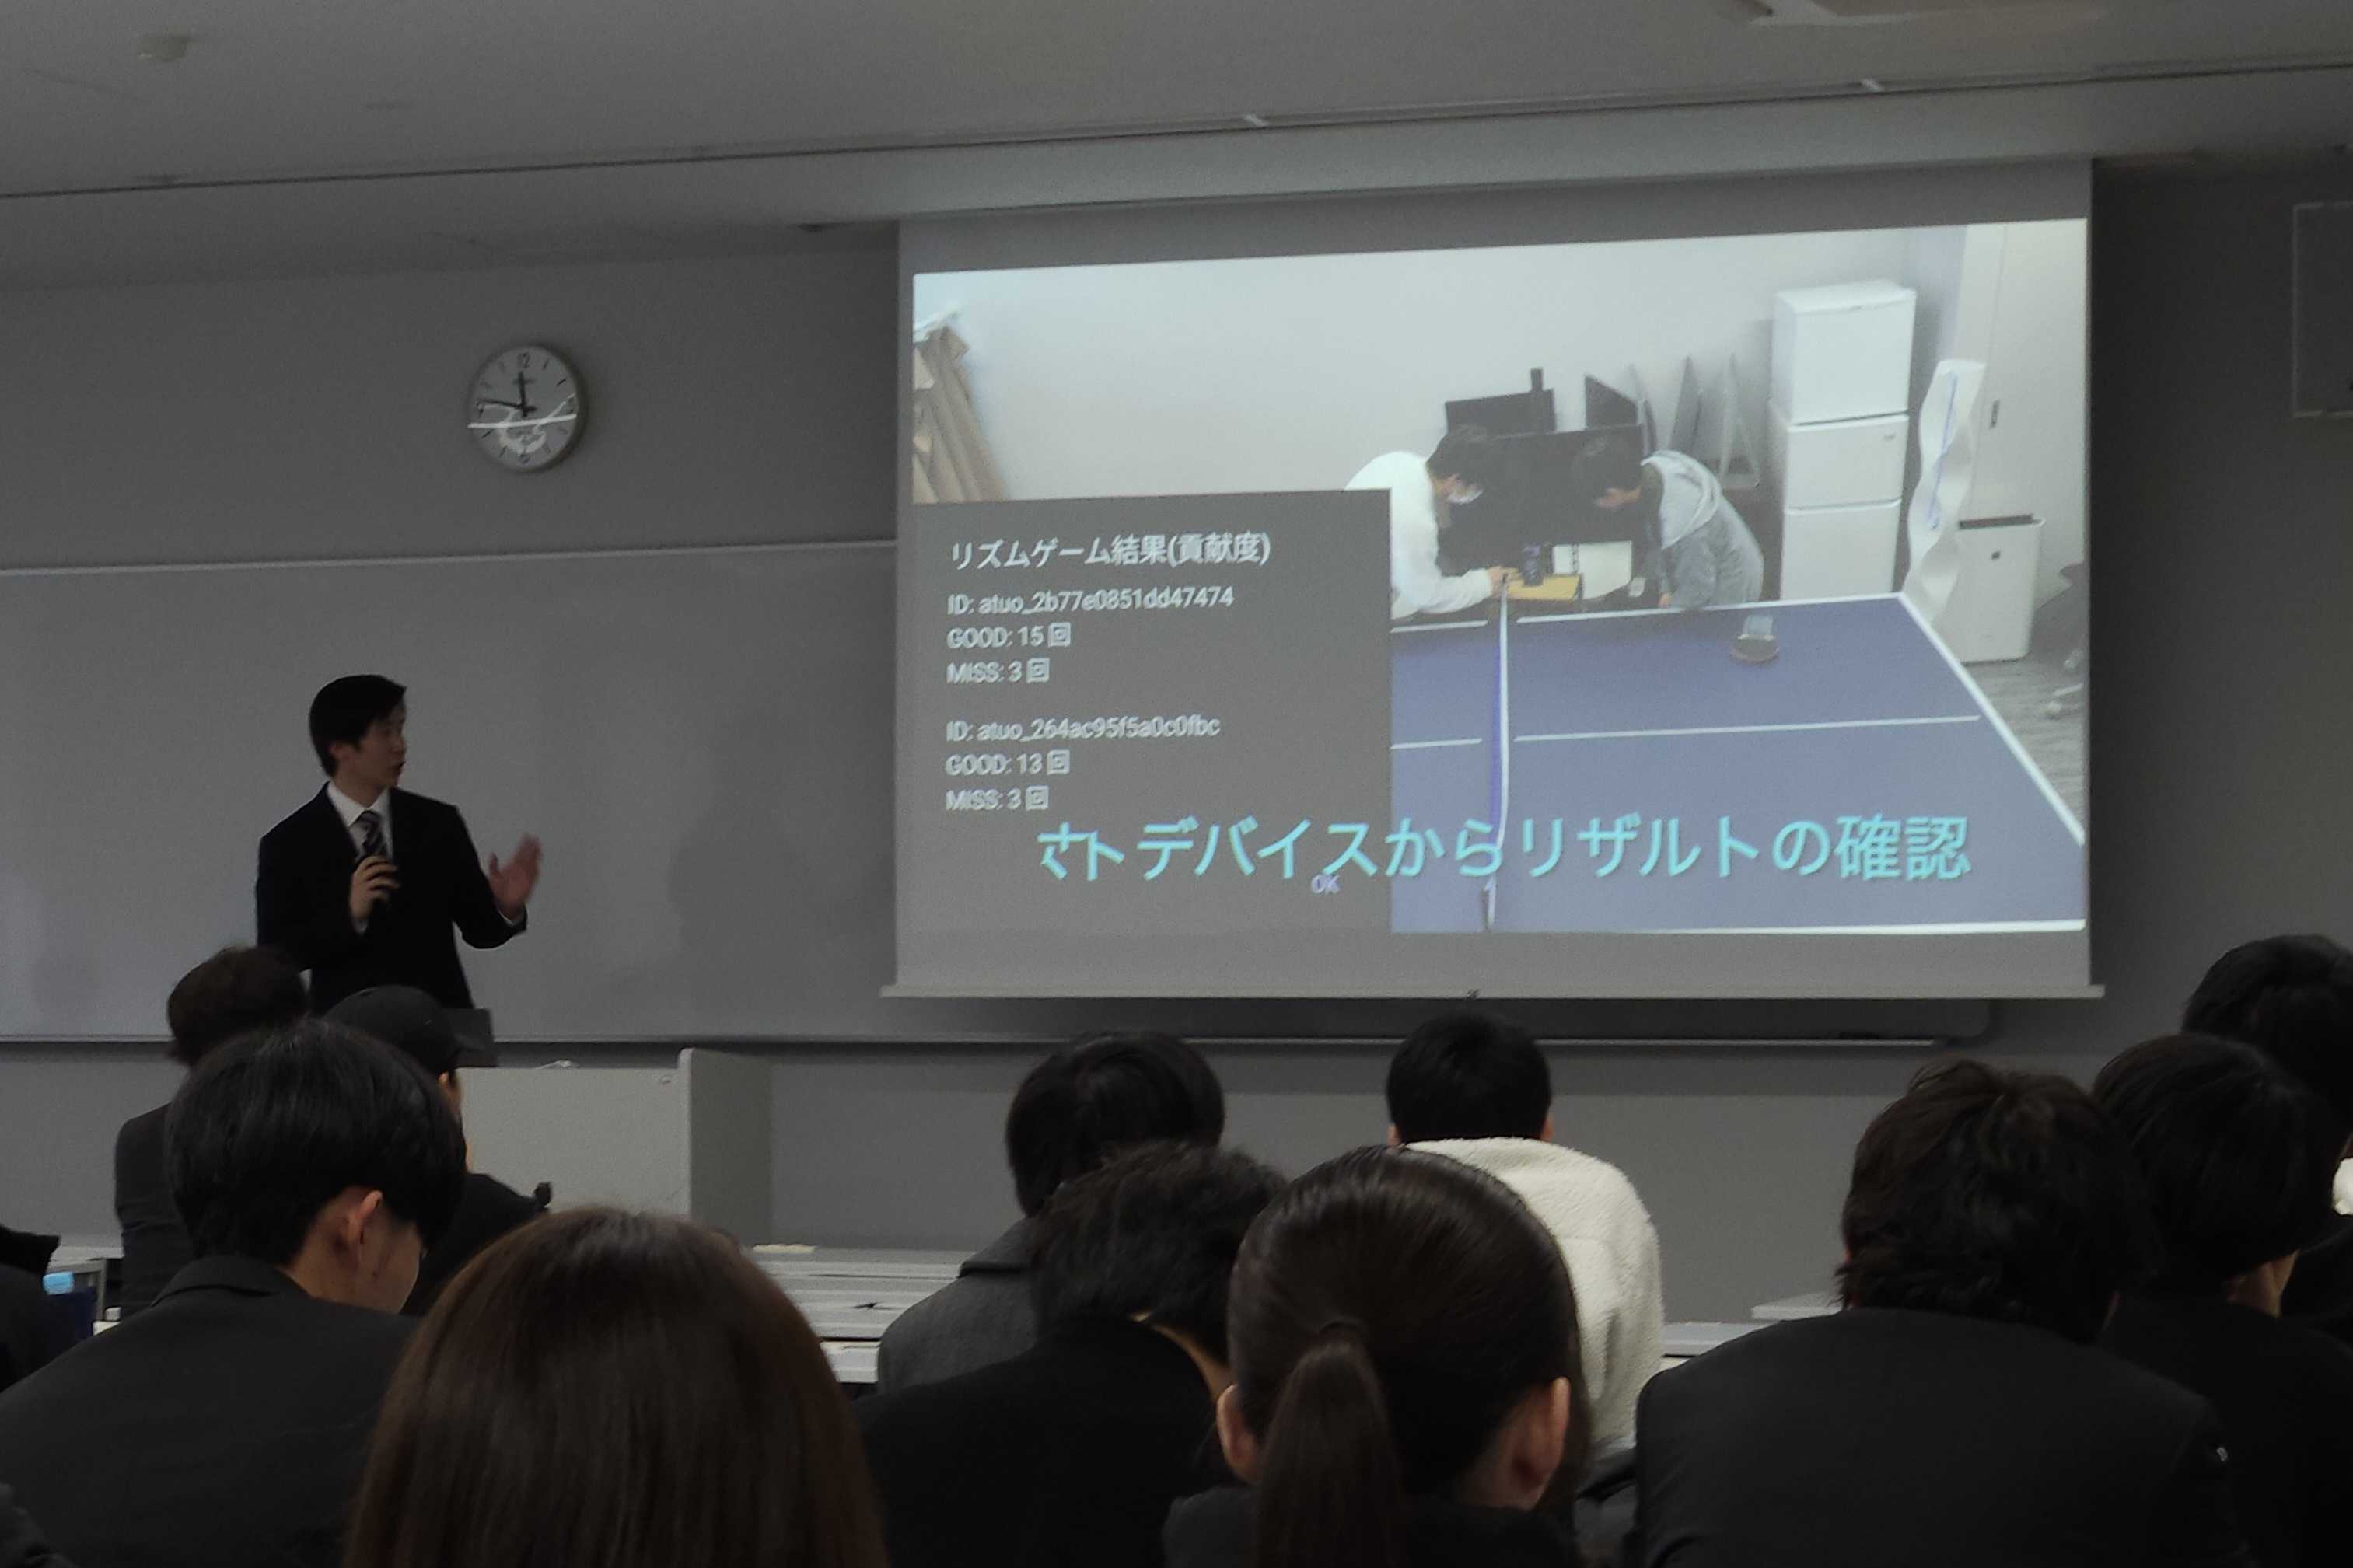 12
リズムゲーム結果(貢献度)
ID: atuo_2b77e0851dd47474
GOOD: 15 回
MISS: 3 回
ID: atuo_264ac95f5a0c0fbc
GOOD: 13 回
MISS: 3 回
トデバイスからリザルトの確認
OK